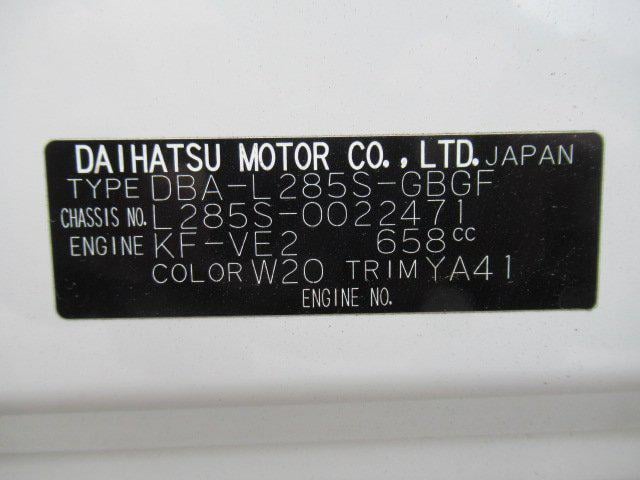 DAIHATSU MOTOR CO., LTD. JAPAN
TYPE DBA-L285S-GBGF
CHASSIS NO. L285S-0022471
ENGINE KF-VE2 658cc
COLOR W20 TRIM YA41
ENGINE NO.